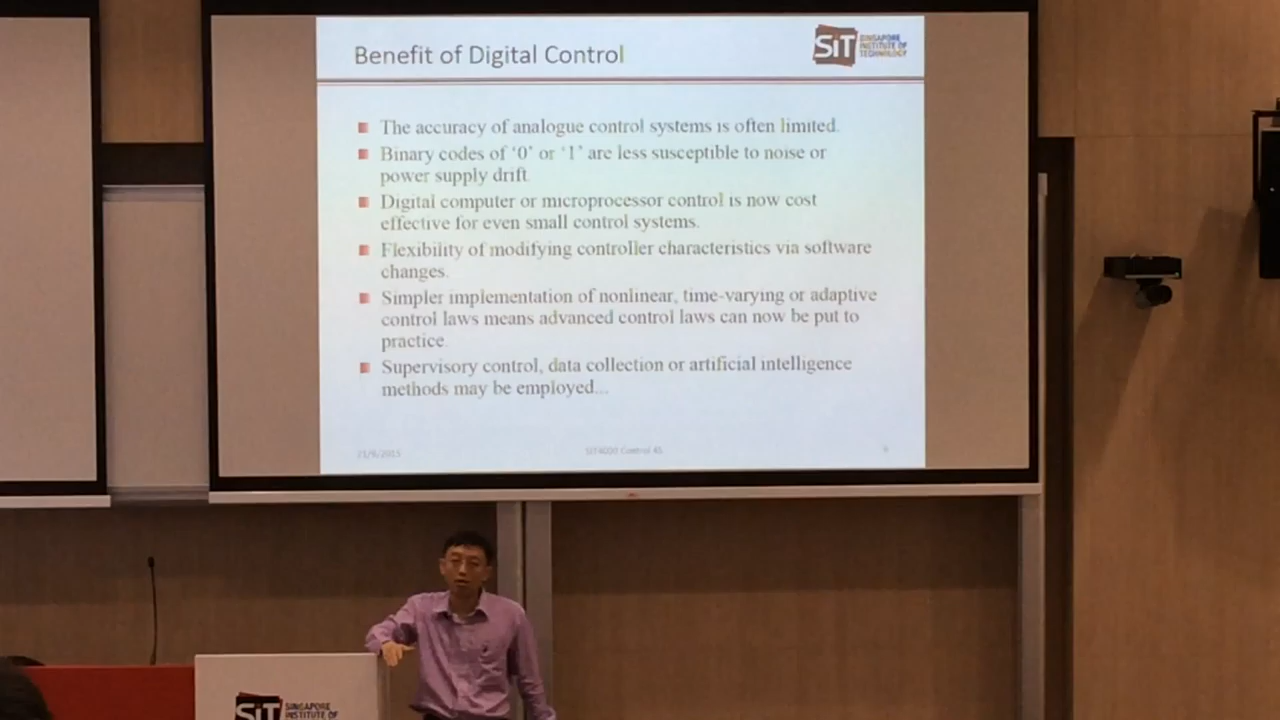 Benefit of Digital Control
SiT SINGAPORE
INSTITUTE OF
TECHNOLOGY
The accuracy of analogue control systems is often limited.
Binary codes of ‘0’ or ‘1’ are less susceptible to noise or
power supply drift.
Digital computer or microprocessor control is now cost
effective for even small control systems.
Flexibility of modifying controller characteristics via software
changes.
Simpler implementation of nonlinear, time-varying or adaptive
control laws means advanced control laws can now be put to
practice.
Supervisory control, data collection or artificial intelligence
methods may be employed...
Control
SiT SINGAPORE
INSTITUTE OF